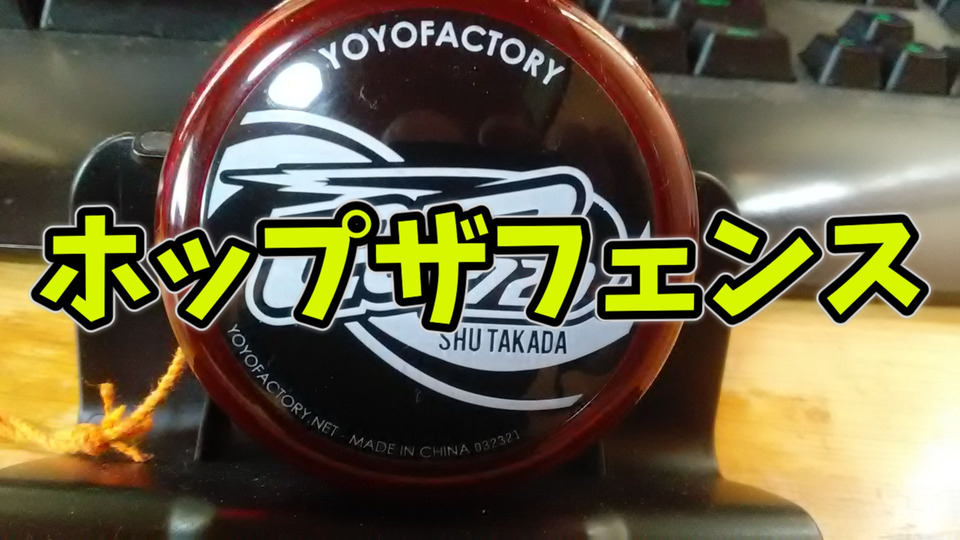 YOYOFACTORY
ホップザフェンス
SHU TAKADA
YOYOFACTORY.NET - MADE IN CHINA 032321